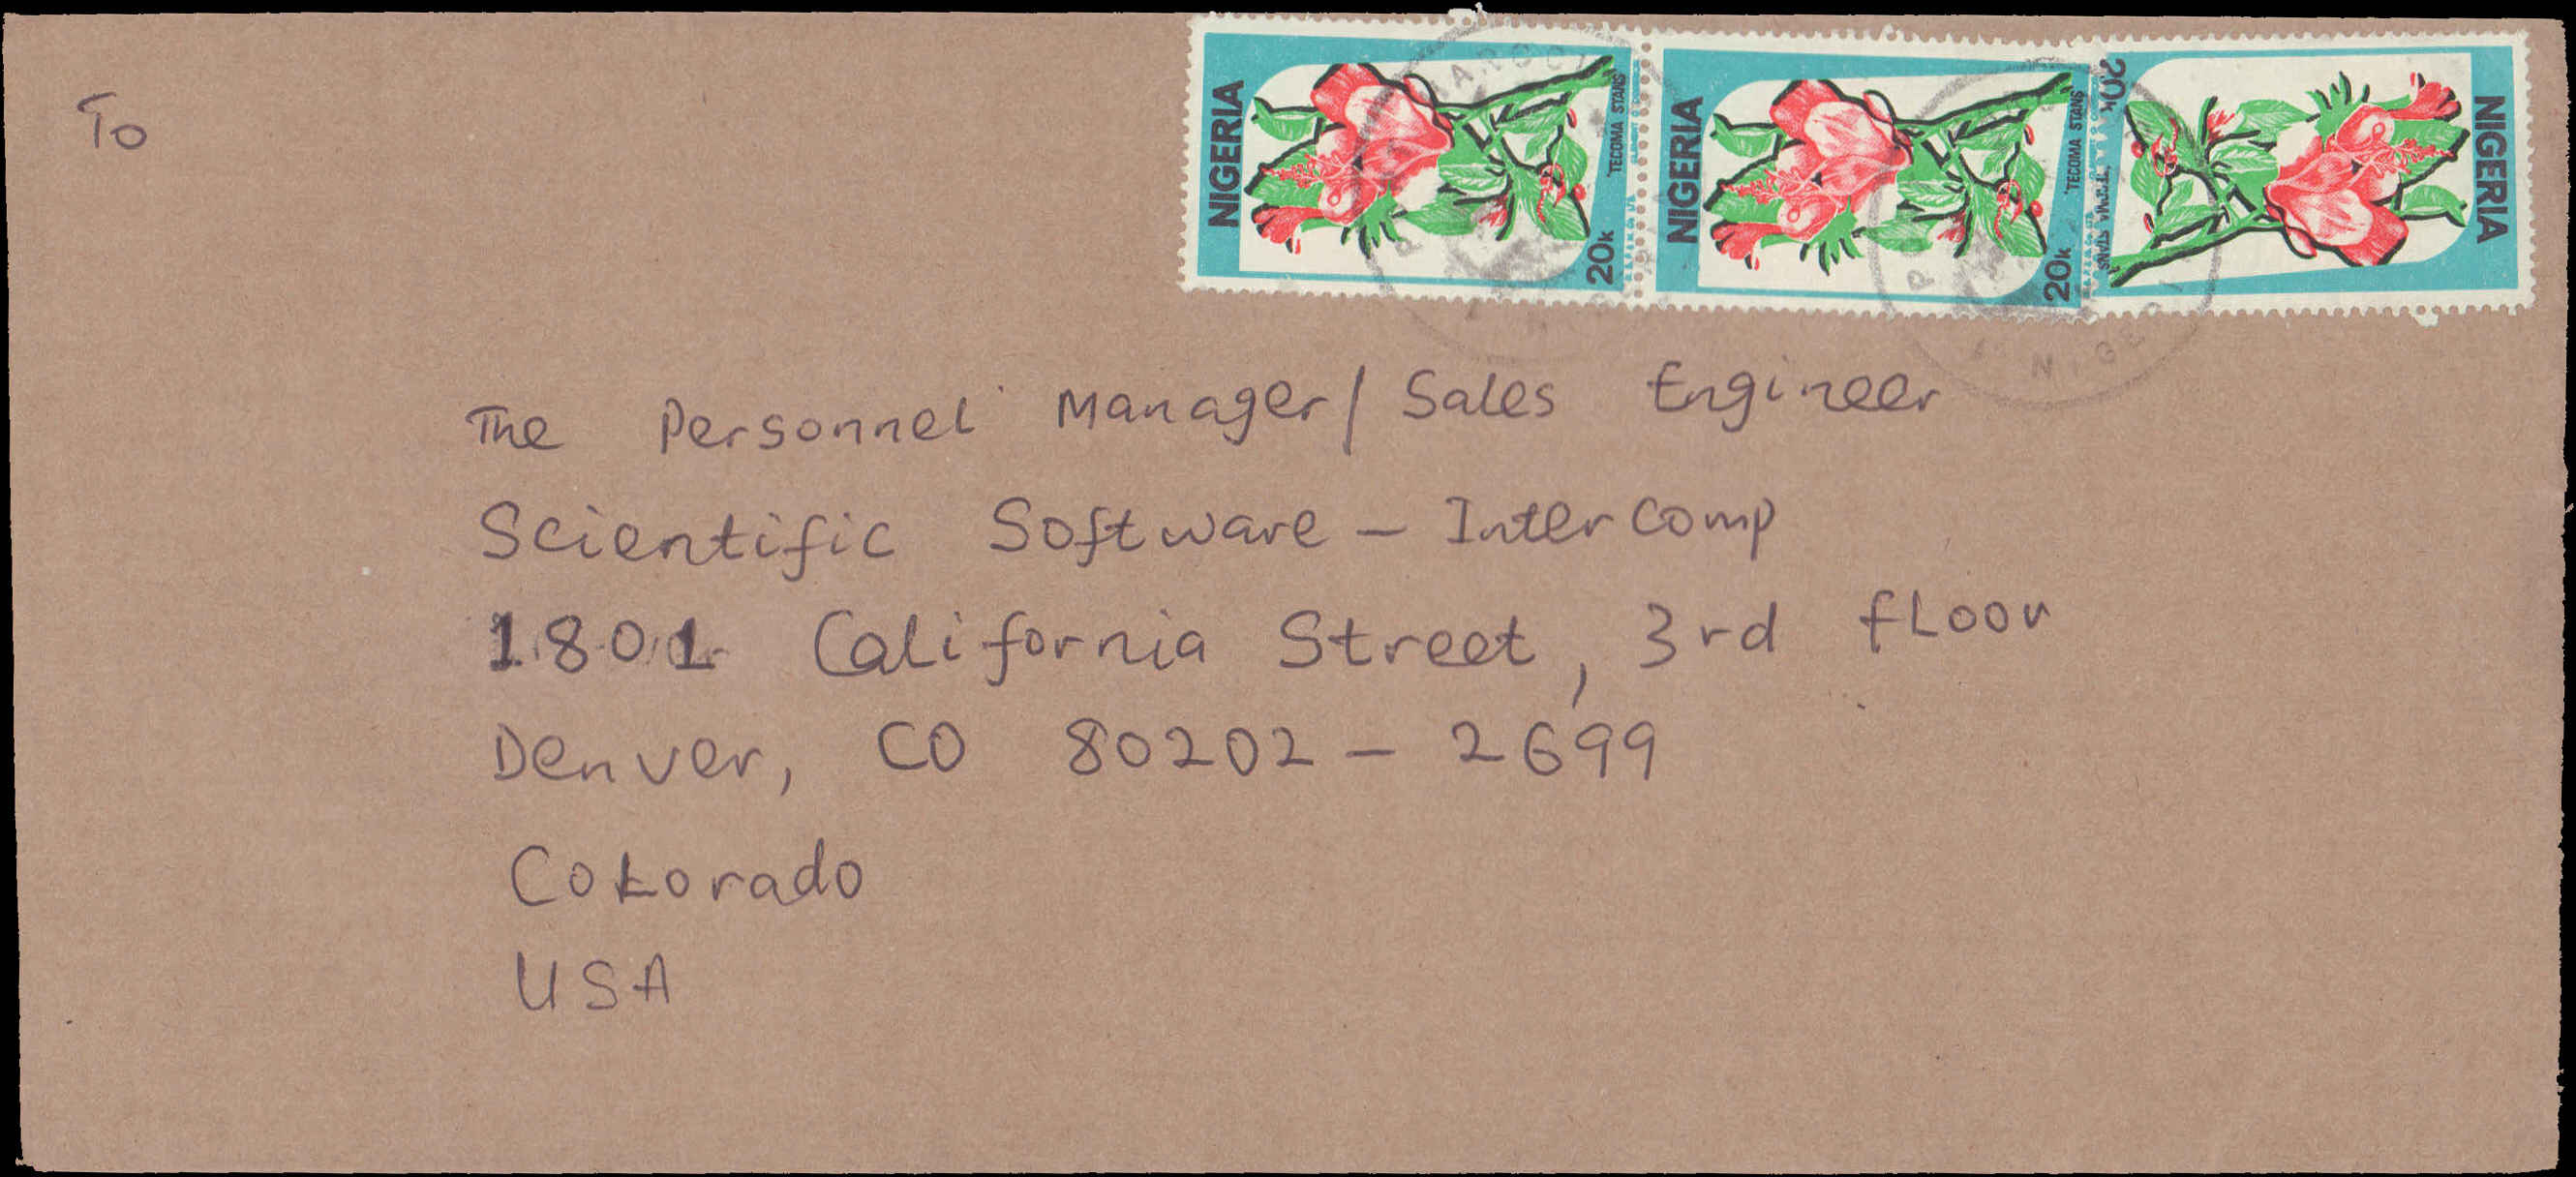 NIGERIA
TECOMA STANS
20k
NIGERIA
TECOMA STANS
20k
NIGERIA
TECOMA STANS
20k
NIGERI
To
The Personnel Manager/ Sales Engineer
Scientific Software - Intercomp
1801 California Street, 3rd floor
Denver, CO 80202 - 2699
Colorado
USA